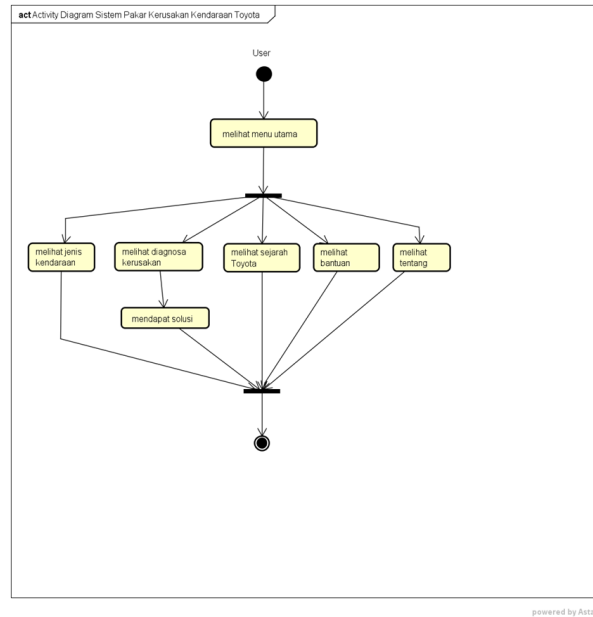 act Activity Diagram Sistem Pakar Kerusakan Kendaraan Toyota
User
melihat menu utama
melihat jenis
kendaraan
melihat diagnosa
kerusakan
melihat sejarah
Toyota
melihat
bantuan
melihat
tentang
mendapat solusi
powered by Asta